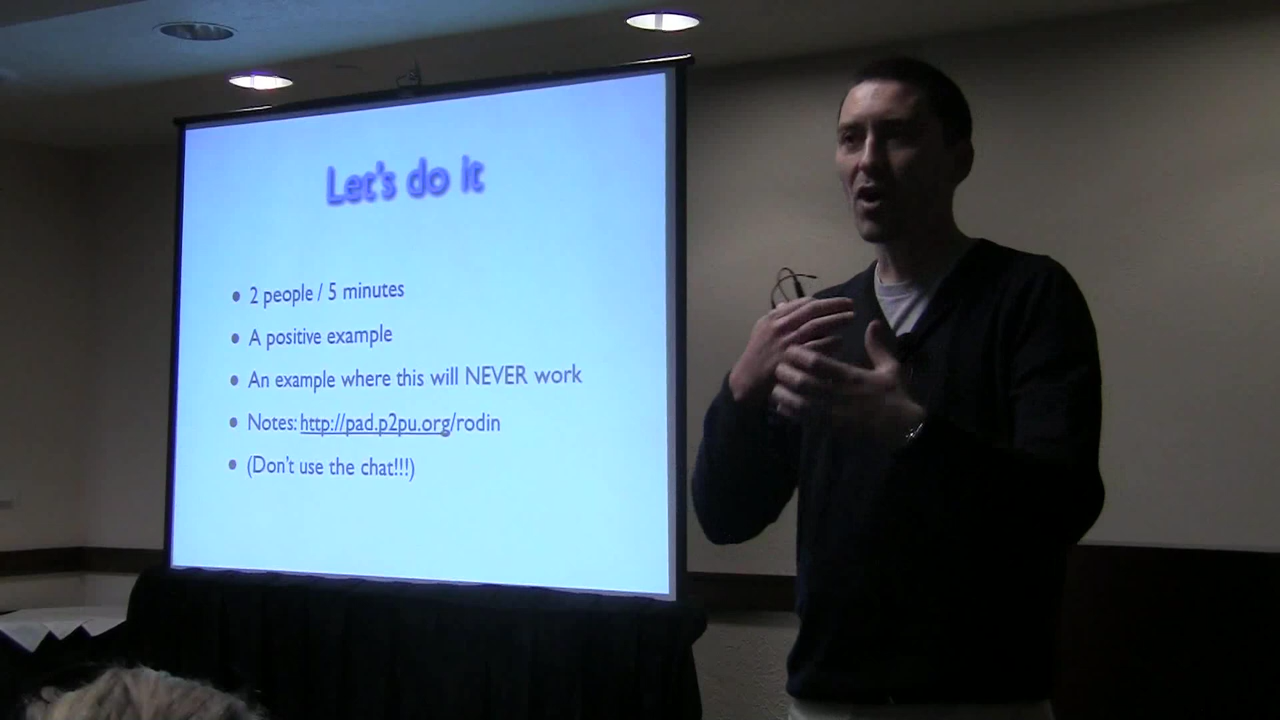 Let's do it
2 people / 5 minutes
A positive example
An example where this will NEVER work
Notes: http://pad.p2pu.org/rodin
(Don't use the chat!!!)